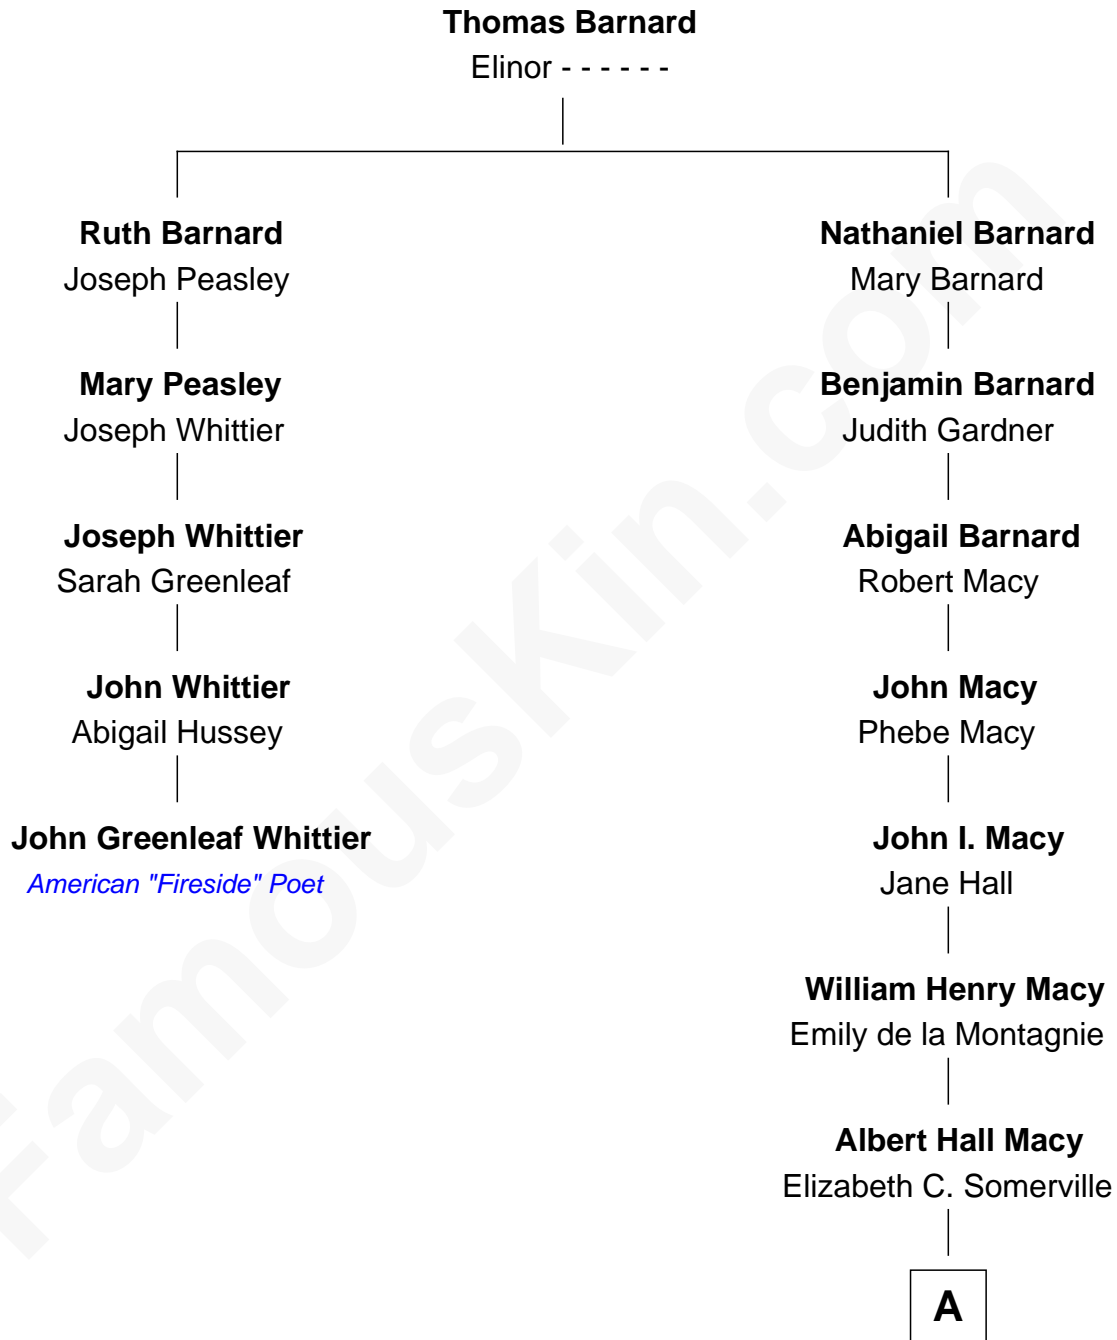 Thomas Barnard
Elinor - - - - - -
Ruth Barnard
Joseph Peasley
Mary Peasley
Joseph Whittier
Joseph Whittier
Sarah Greenleaf
John Whittier
Abigail Hussey
John Greenleaf Whittier
American "Fireside" Poet
Nathaniel Barnard
Mary Barnard
Benjamin Barnard
Judith Gardner
Abigail Barnard
Robert Macy
John Macy
Phebe Macy
John I. Macy
Jane Hall
William Henry Macy
Emily de la Montagnie
Albert Hall Macy
Elizabeth C. Somerville
A
FamousKin.com